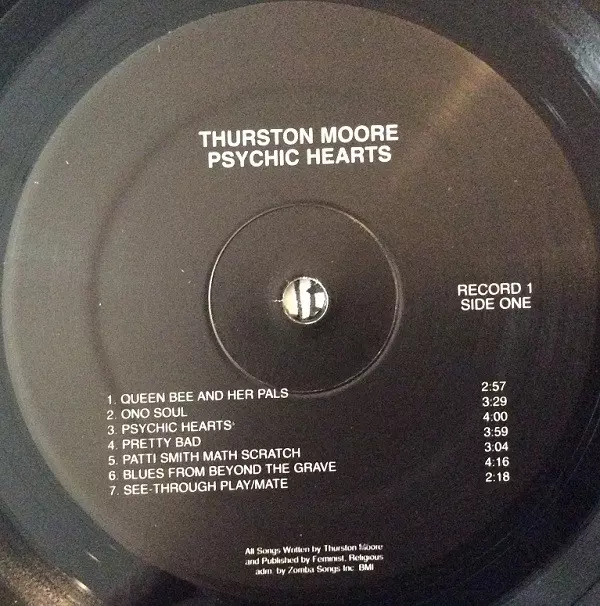 THURSTON MOORE
PSYCHIC HEARTS
RECORD 1
SIDE ONE
1. QUEEN BEE AND HER PALS 2:57
2. ONO SOUL 3:29
3. PSYCHIC HEARTS 4:00
4. PRETTY BAD 3:59
5. PATTI SMITH MATH SCRATCH 3:04
6. BLUES FROM BEYOND THE GRAVE 4:16
7. SEE-THROUGH PLAY/MATE 2:18
All Songs Written by Thurston Moore
and Published by Feminist, Religious
adm. by Zomba Songs Inc. BMI